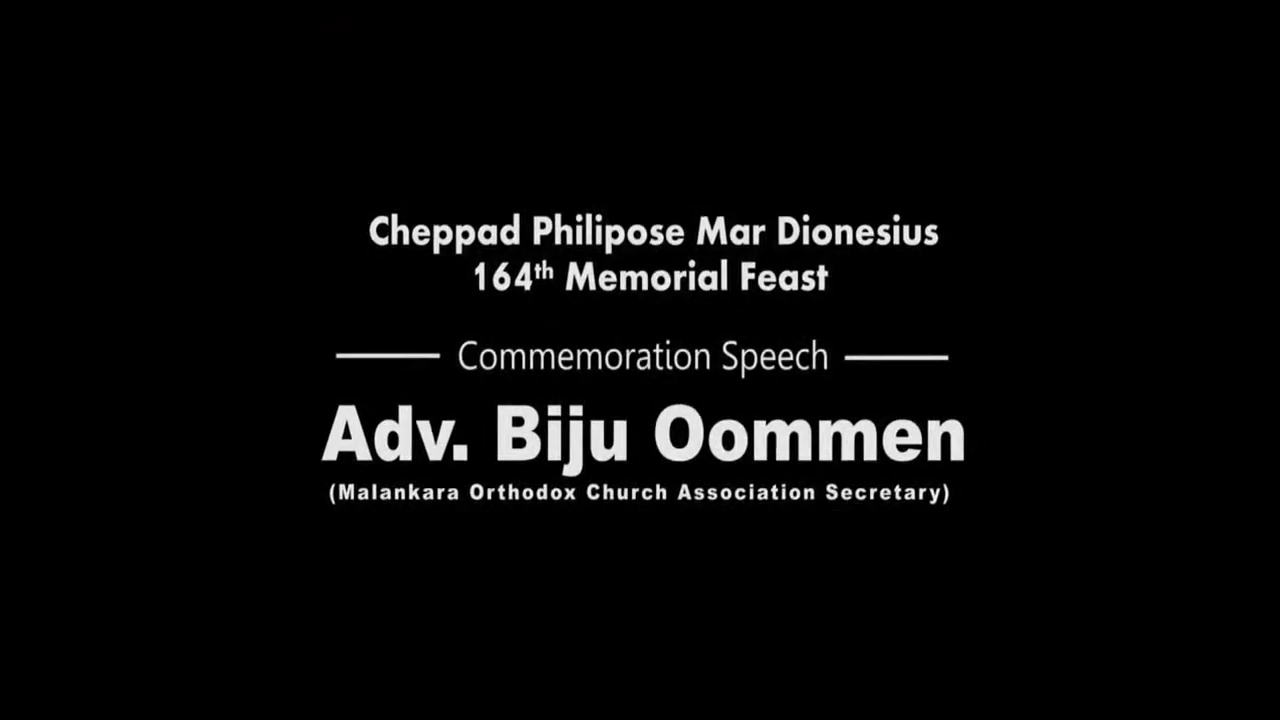 Cheppad Philipose Mar Dionesius
164th Memorial Feast
Commemoration Speech
Adv. Biju Oommen
(Malankara Orthodox Church Association Secretary)